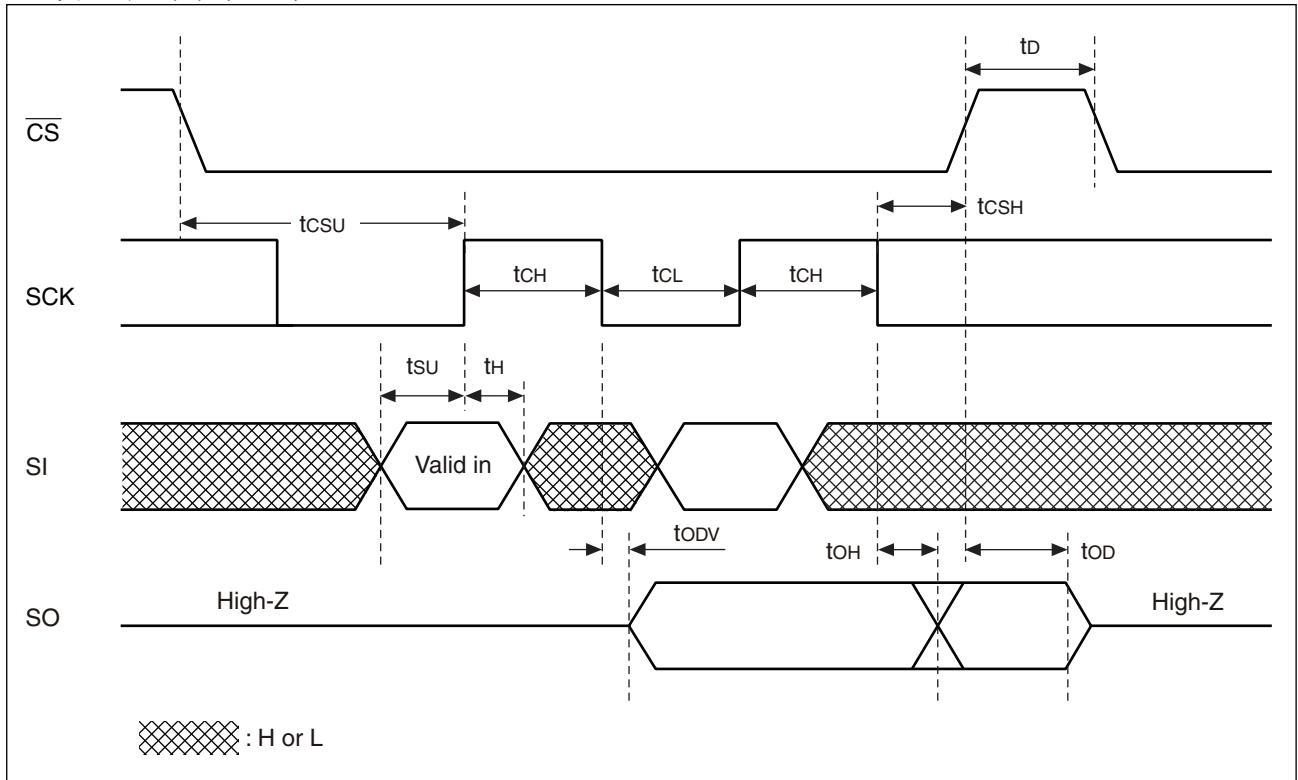 tD
CS
tCSU
tCSH
SCK
tCH
tCL
tCH
tSU
tH
SI
Valid in
tODV
tOH
tOD
SO
High-Z
High-Z
: H or L